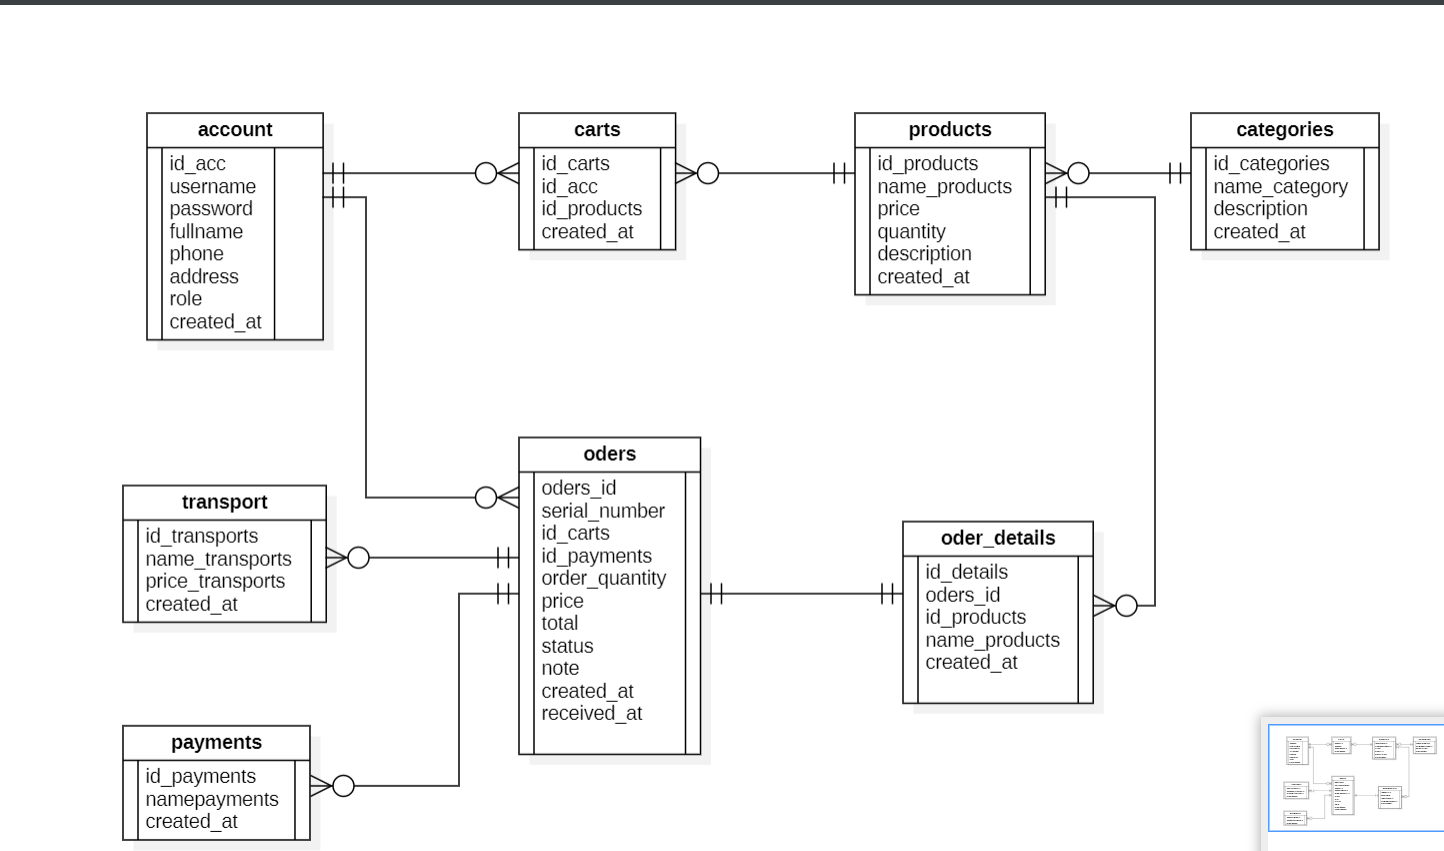 account
id_acc
username
password
fullname
phone
address
role
created_at
carts
id_carts
id_acc
id_products
created_at
products
id_products
name_products
price
quantity
description
created_at
categories
id_categories
name_category
description
created_at
transport
id_transports
name_transports
price_transports
created_at
oders
oders_id
serial_number
id_carts
id_payments
order_quantity
price
total
status
note
created_at
received_at
oder_details
id_details
oders_id
id_products
name_products
created_at
payments
id_payments
namepayments
created_at